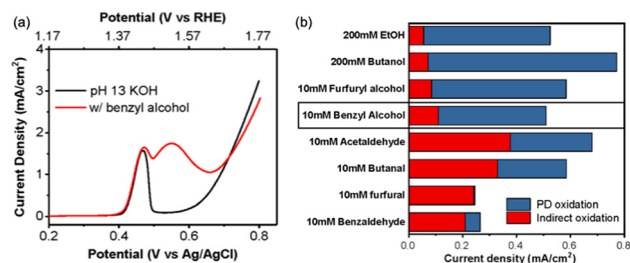 (a)
Potential (V vs RHE)
1.17 1.37 1.57 1.77
4
3
2
1
0
Current Density (mA/cm²)
pH 13 KOH
w/ benzyl alcohol
0.2 0.4 0.6 0.8
Potential (V vs Ag/AgCl)
(b)
200mM EtOH
200mM Butanol
10mM Furfuryl alcohol
10mM Benzyl Alcohol
10mM Acetaldehyde
10mM Butanal
10mM furfural
10mM Benzaldehyde
PD oxidation
Indirect oxidation
0.0 0.2 0.4 0.6 0.8
Current density (mA/cm²)